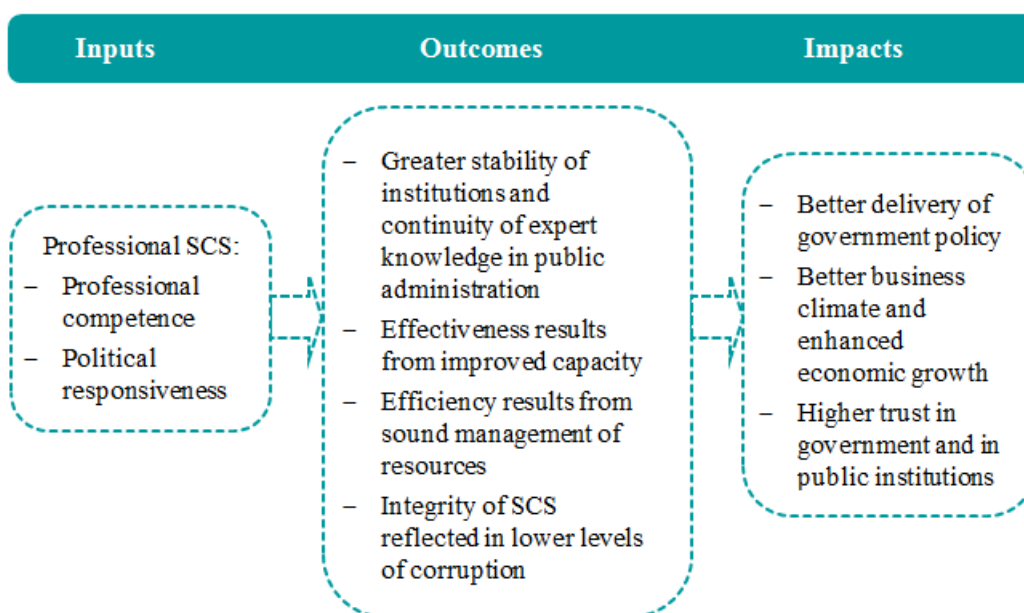 Inputs
Outcomes
Impacts
Professional SCS:
– Professional
competence
– Political
responsiveness
– Greater stability of
institutions and
continuity of expert
knowledge in public
administration
– Effectiveness results
from improved capacity
– Efficiency results from
sound management of
resources
– Integrity of SCS
reflected in lower levels
of corruption
– Better delivery of
government policy
– Better business
climate and
enhanced
economic growth
– Higher trust in
government and in
public institutions